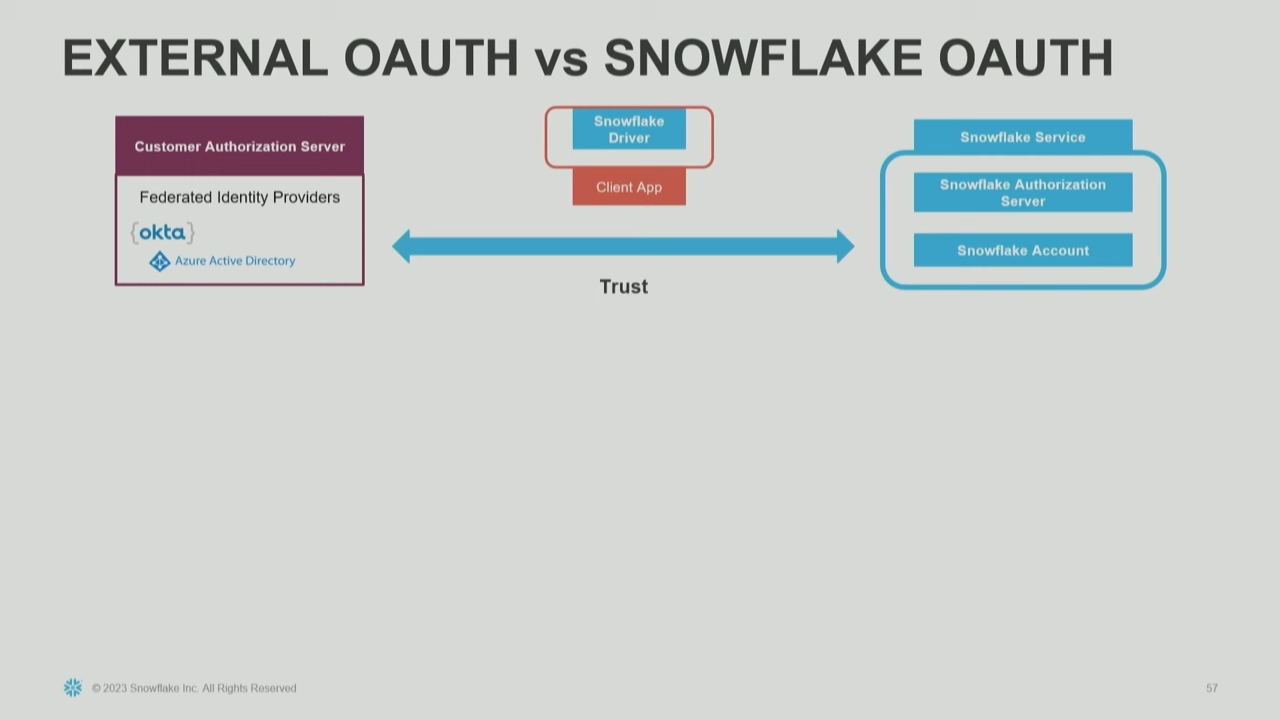 EXTERNAL OAUTH vs SNOWFLAKE OAUTH
Customer Authorization Server
Federated Identity Providers
{okta}
Azure Active Directory
Snowflake
Driver
Client App
Trust
Snowflake Service
Snowflake Authorization
Server
Snowflake Account
© 2023 Snowflake Inc. All Rights Reserved
57